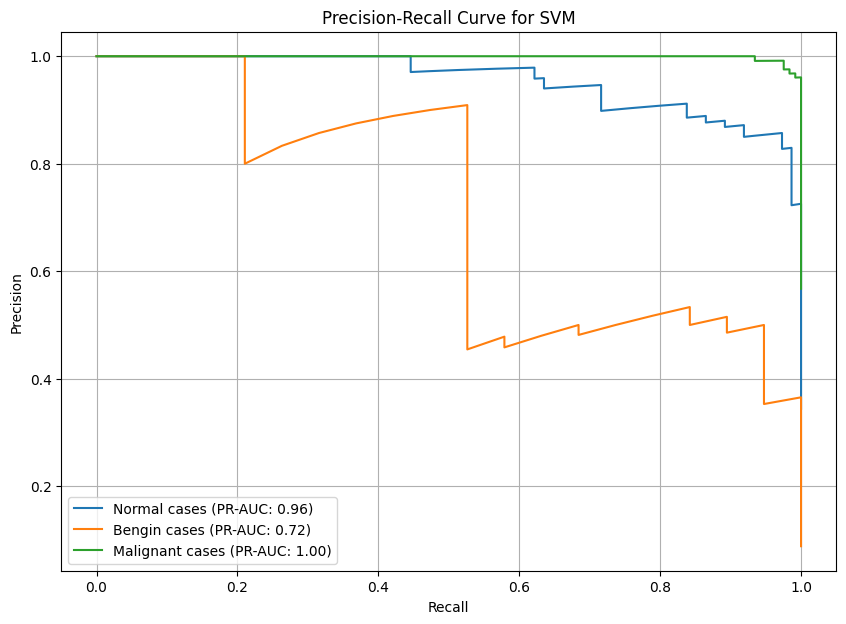 Precision-Recall Curve for SVM
Precision
1.0
0.8
0.6
0.4
0.2
0.0
0.2
0.4
0.6
0.8
1.0
Recall
Normal cases (PR-AUC: 0.96)
Bengin cases (PR-AUC: 0.72)
Malignant cases (PR-AUC: 1.00)